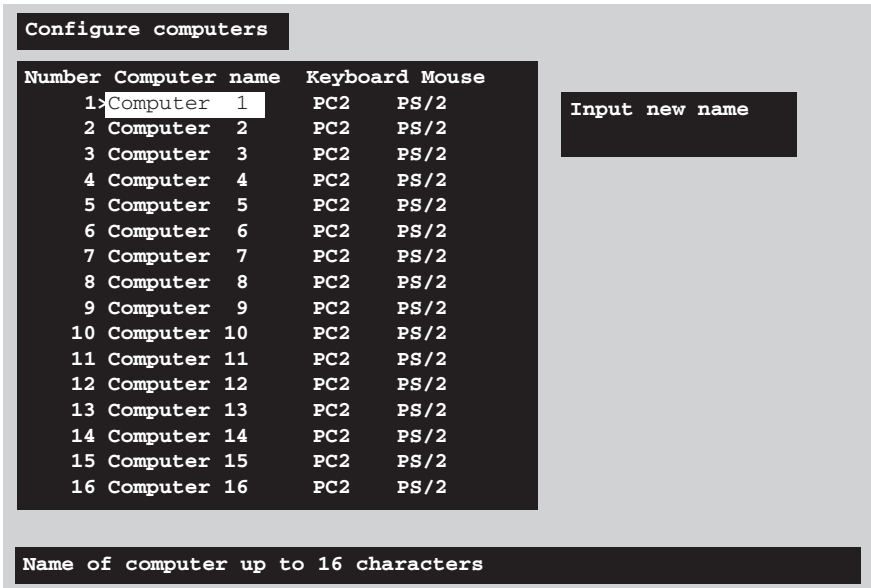 Configure computers
Number Computer name Keyboard Mouse
1>Computer 1 PC2 PS/2
2 Computer 2 PC2 PS/2
3 Computer 3 PC2 PS/2
4 Computer 4 PC2 PS/2
5 Computer 5 PC2 PS/2
6 Computer 6 PC2 PS/2
7 Computer 7 PC2 PS/2
8 Computer 8 PC2 PS/2
9 Computer 9 PC2 PS/2
10 Computer 10 PC2 PS/2
11 Computer 11 PC2 PS/2
12 Computer 12 PC2 PS/2
13 Computer 13 PC2 PS/2
14 Computer 14 PC2 PS/2
15 Computer 15 PC2 PS/2
16 Computer 16 PC2 PS/2
Input new name
Name of computer up to 16 characters